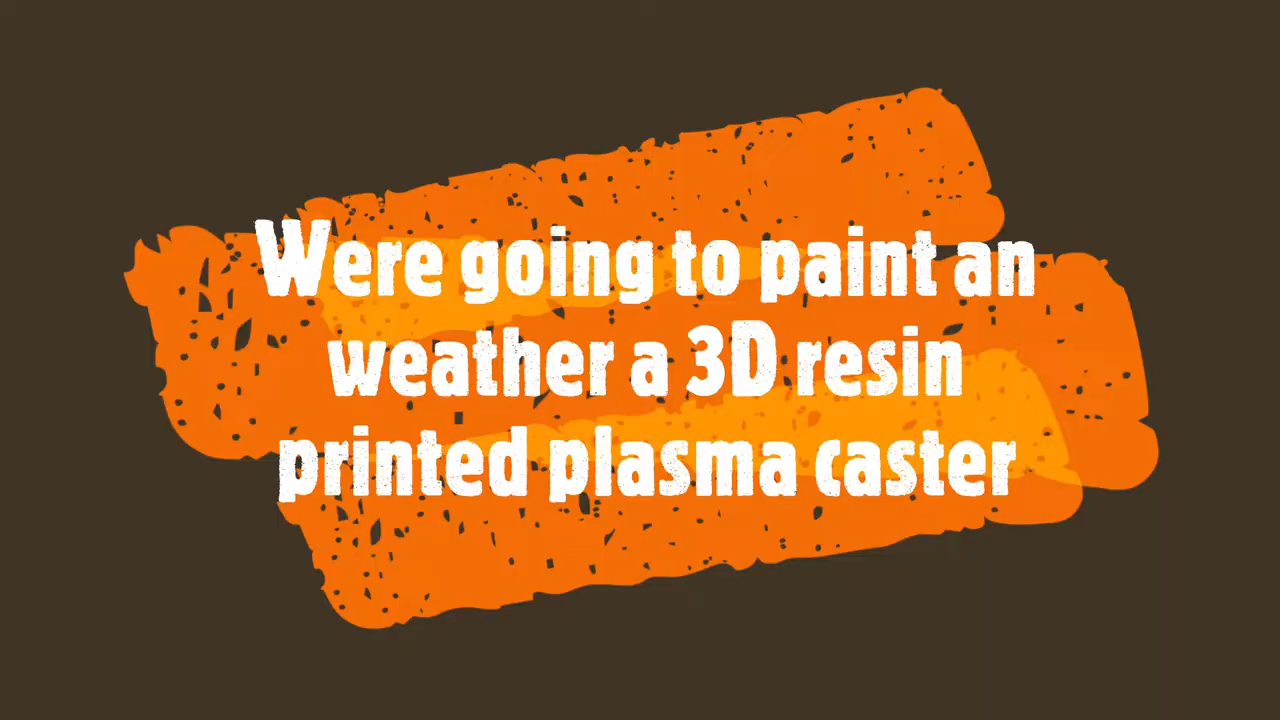 Were going to paint an
weather a 3D resin
printed plasma caster